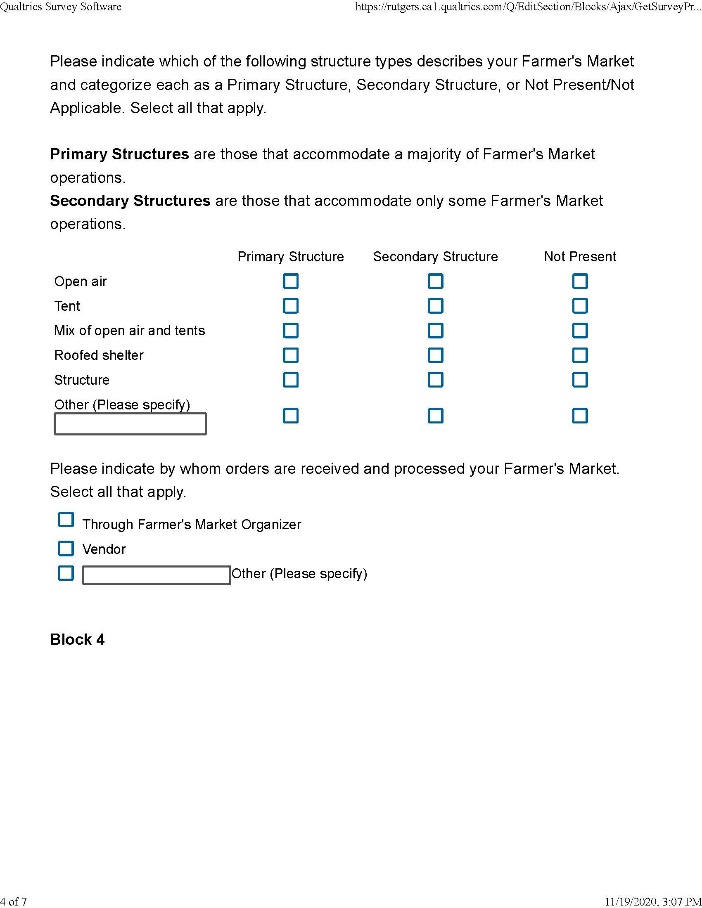 Qualtrics Survey Software https://rutgers.ca1.qualtrics.com/Q/EditSection/Blocks/Ajax/GetSurveyPr...
Please indicate which of the following structure types describes your Farmer's Market
and categorize each as a Primary Structure, Secondary Structure, or Not Present/Not
Applicable. Select all that apply.
Primary Structures are those that accommodate a majority of Farmer's Market
operations.
Secondary Structures are those that accommodate only some Farmer's Market
operations.
Primary Structure Secondary Structure Not Present
Open air
Tent
Mix of open air and tents
Roofed shelter
Structure
Other (Please specify)
Please indicate by whom orders are received and processed your Farmer's Market.
Select all that apply.
Through Farmer's Market Organizer
Vendor
Other (Please specify)
Block 4
4 of 7 11/19/2020, 3:07 PM